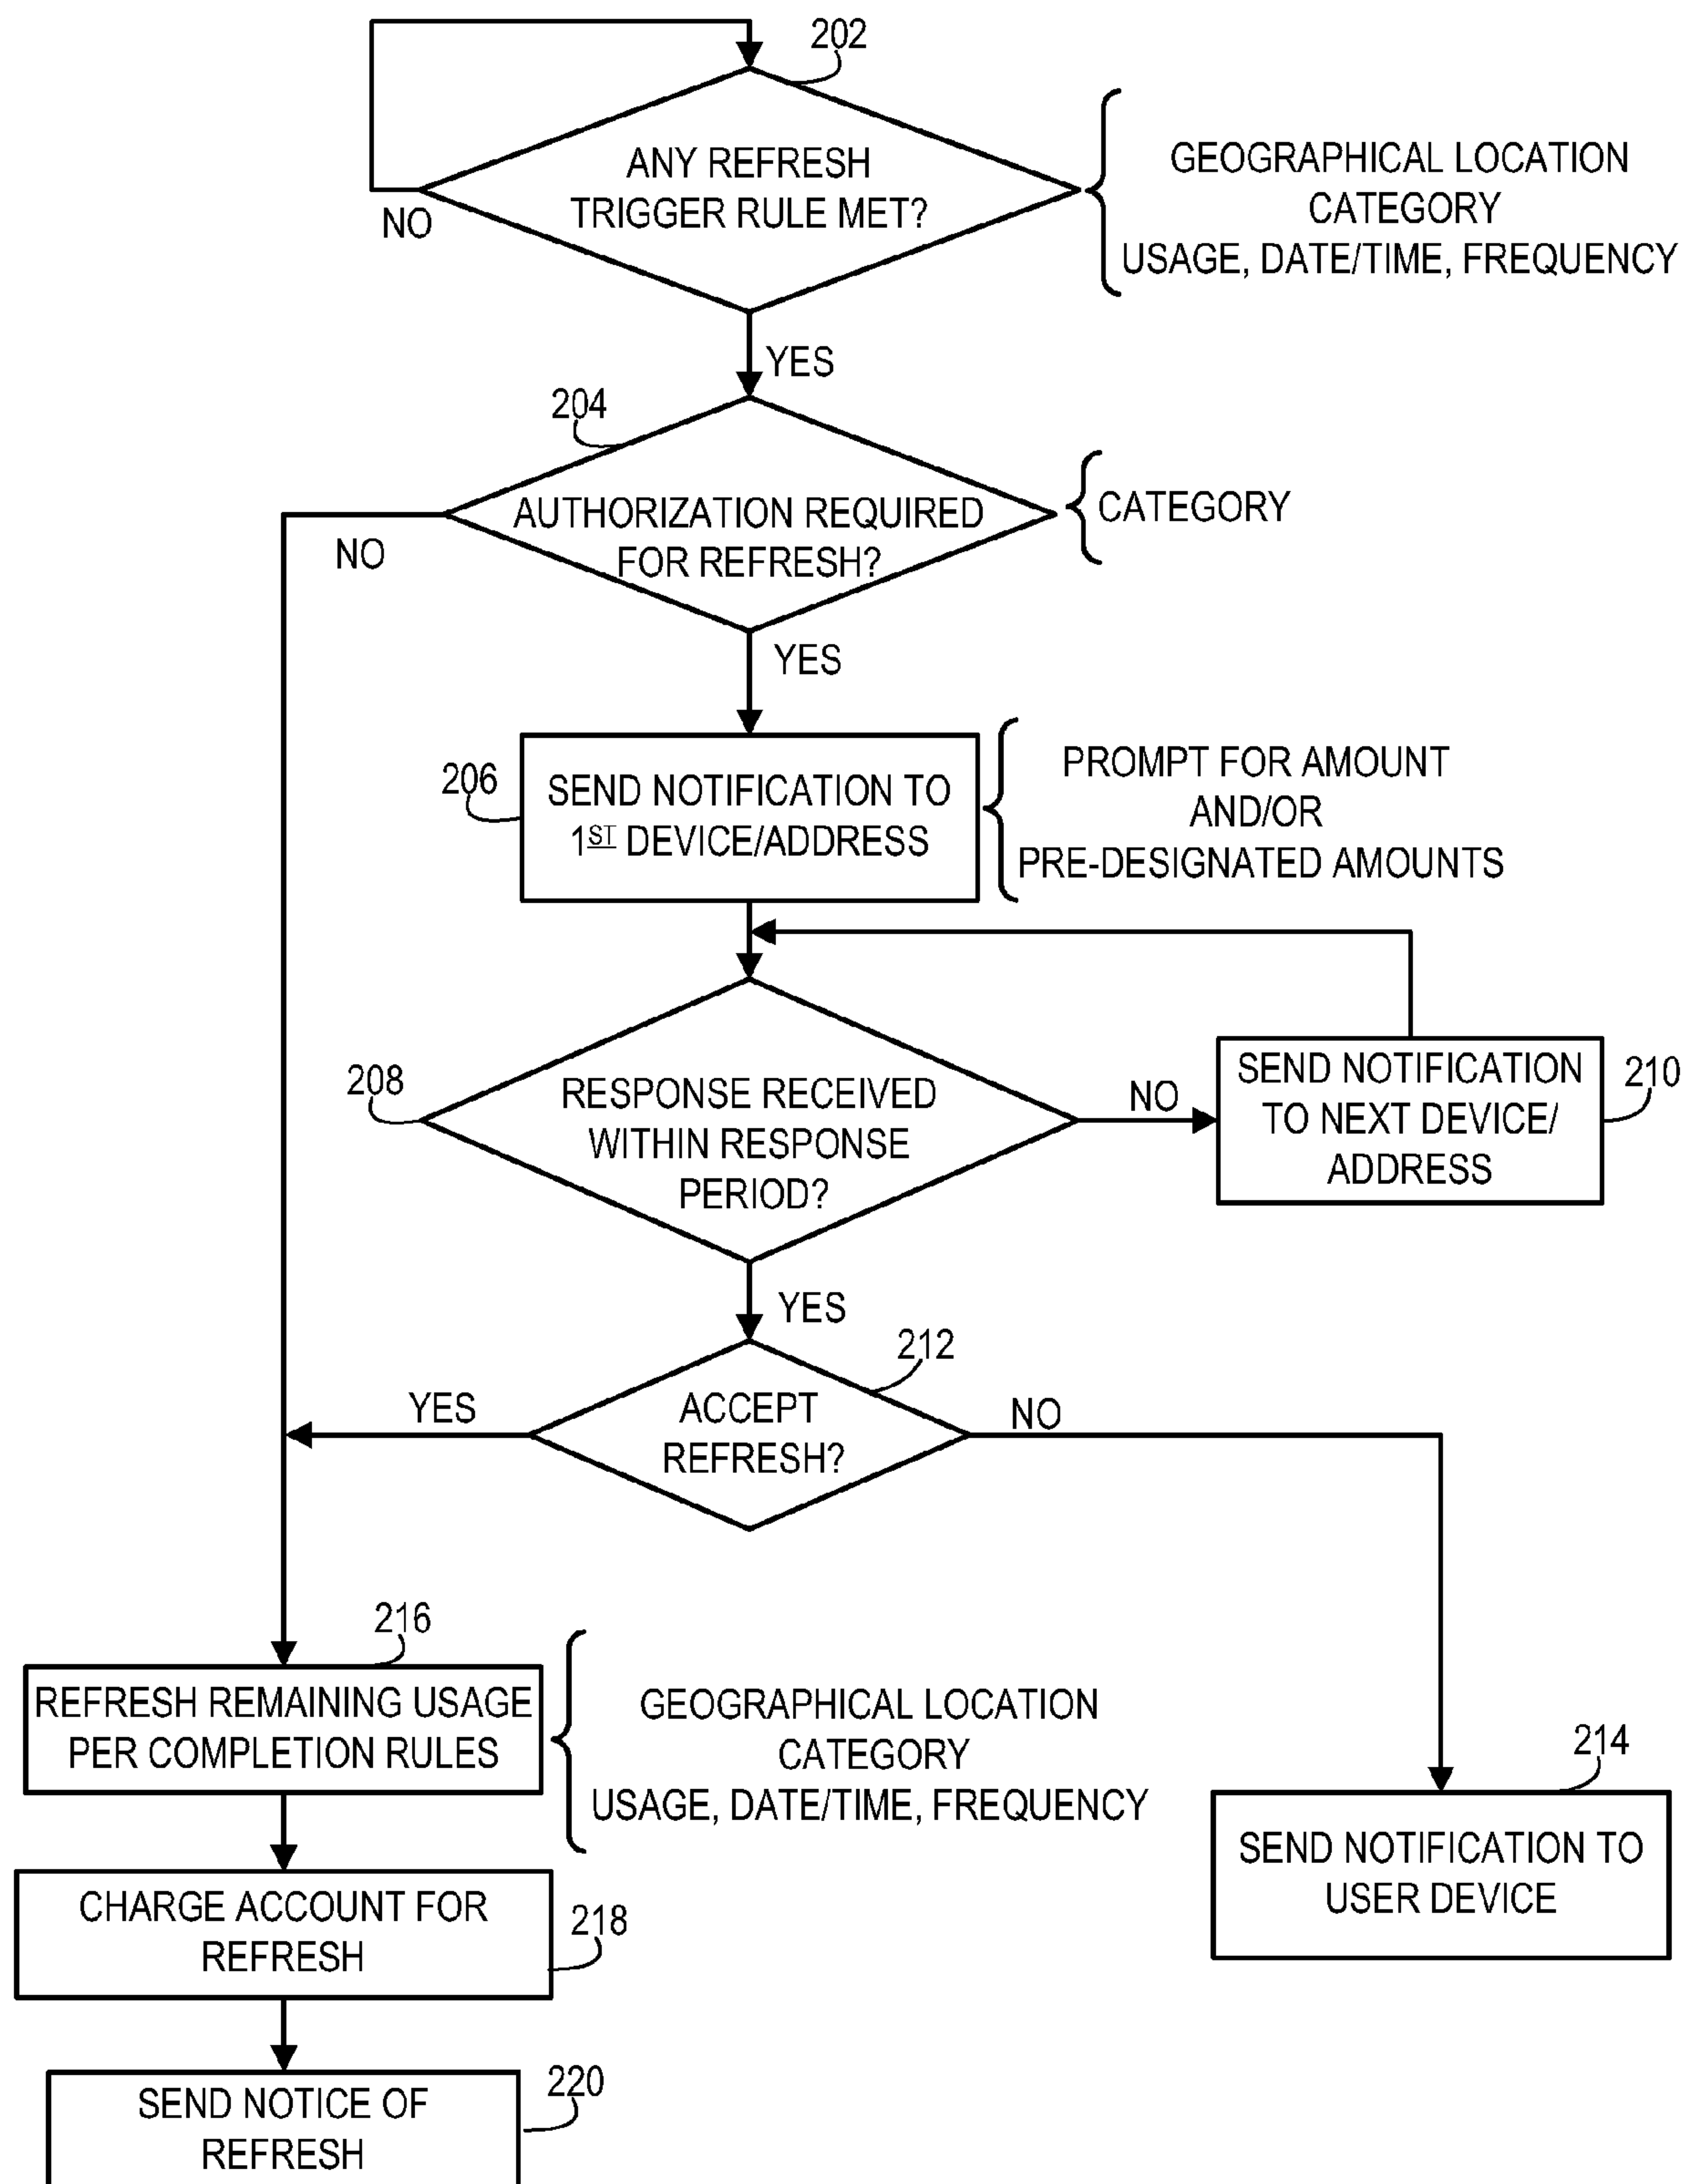 202
ANY REFRESH
TRIGGER RULE MET?
GEOGRAPHICAL LOCATION
CATEGORY
USAGE, DATE/TIME, FREQUENCY
NO
YES
204
AUTHORIZATION REQUIRED
FOR REFRESH?
CATEGORY
NO
YES
206
SEND NOTIFICATION TO
1ST DEVICE/ADDRESS
PROMPT FOR AMOUNT
AND/OR
PRE-DESIGNATED AMOUNTS
208
RESPONSE RECEIVED
WITHIN RESPONSE
PERIOD?
NO
SEND NOTIFICATION
TO NEXT DEVICE/
ADDRESS
210
YES
212
ACCEPT
REFRESH?
YES
NO
216
REFRESH REMAINING USAGE
PER COMPLETION RULES
GEOGRAPHICAL LOCATION
CATEGORY
USAGE, DATE/TIME, FREQUENCY
214
SEND NOTIFICATION TO
USER DEVICE
CHARGE ACCOUNT FOR
REFRESH
218
SEND NOTICE OF
REFRESH
220